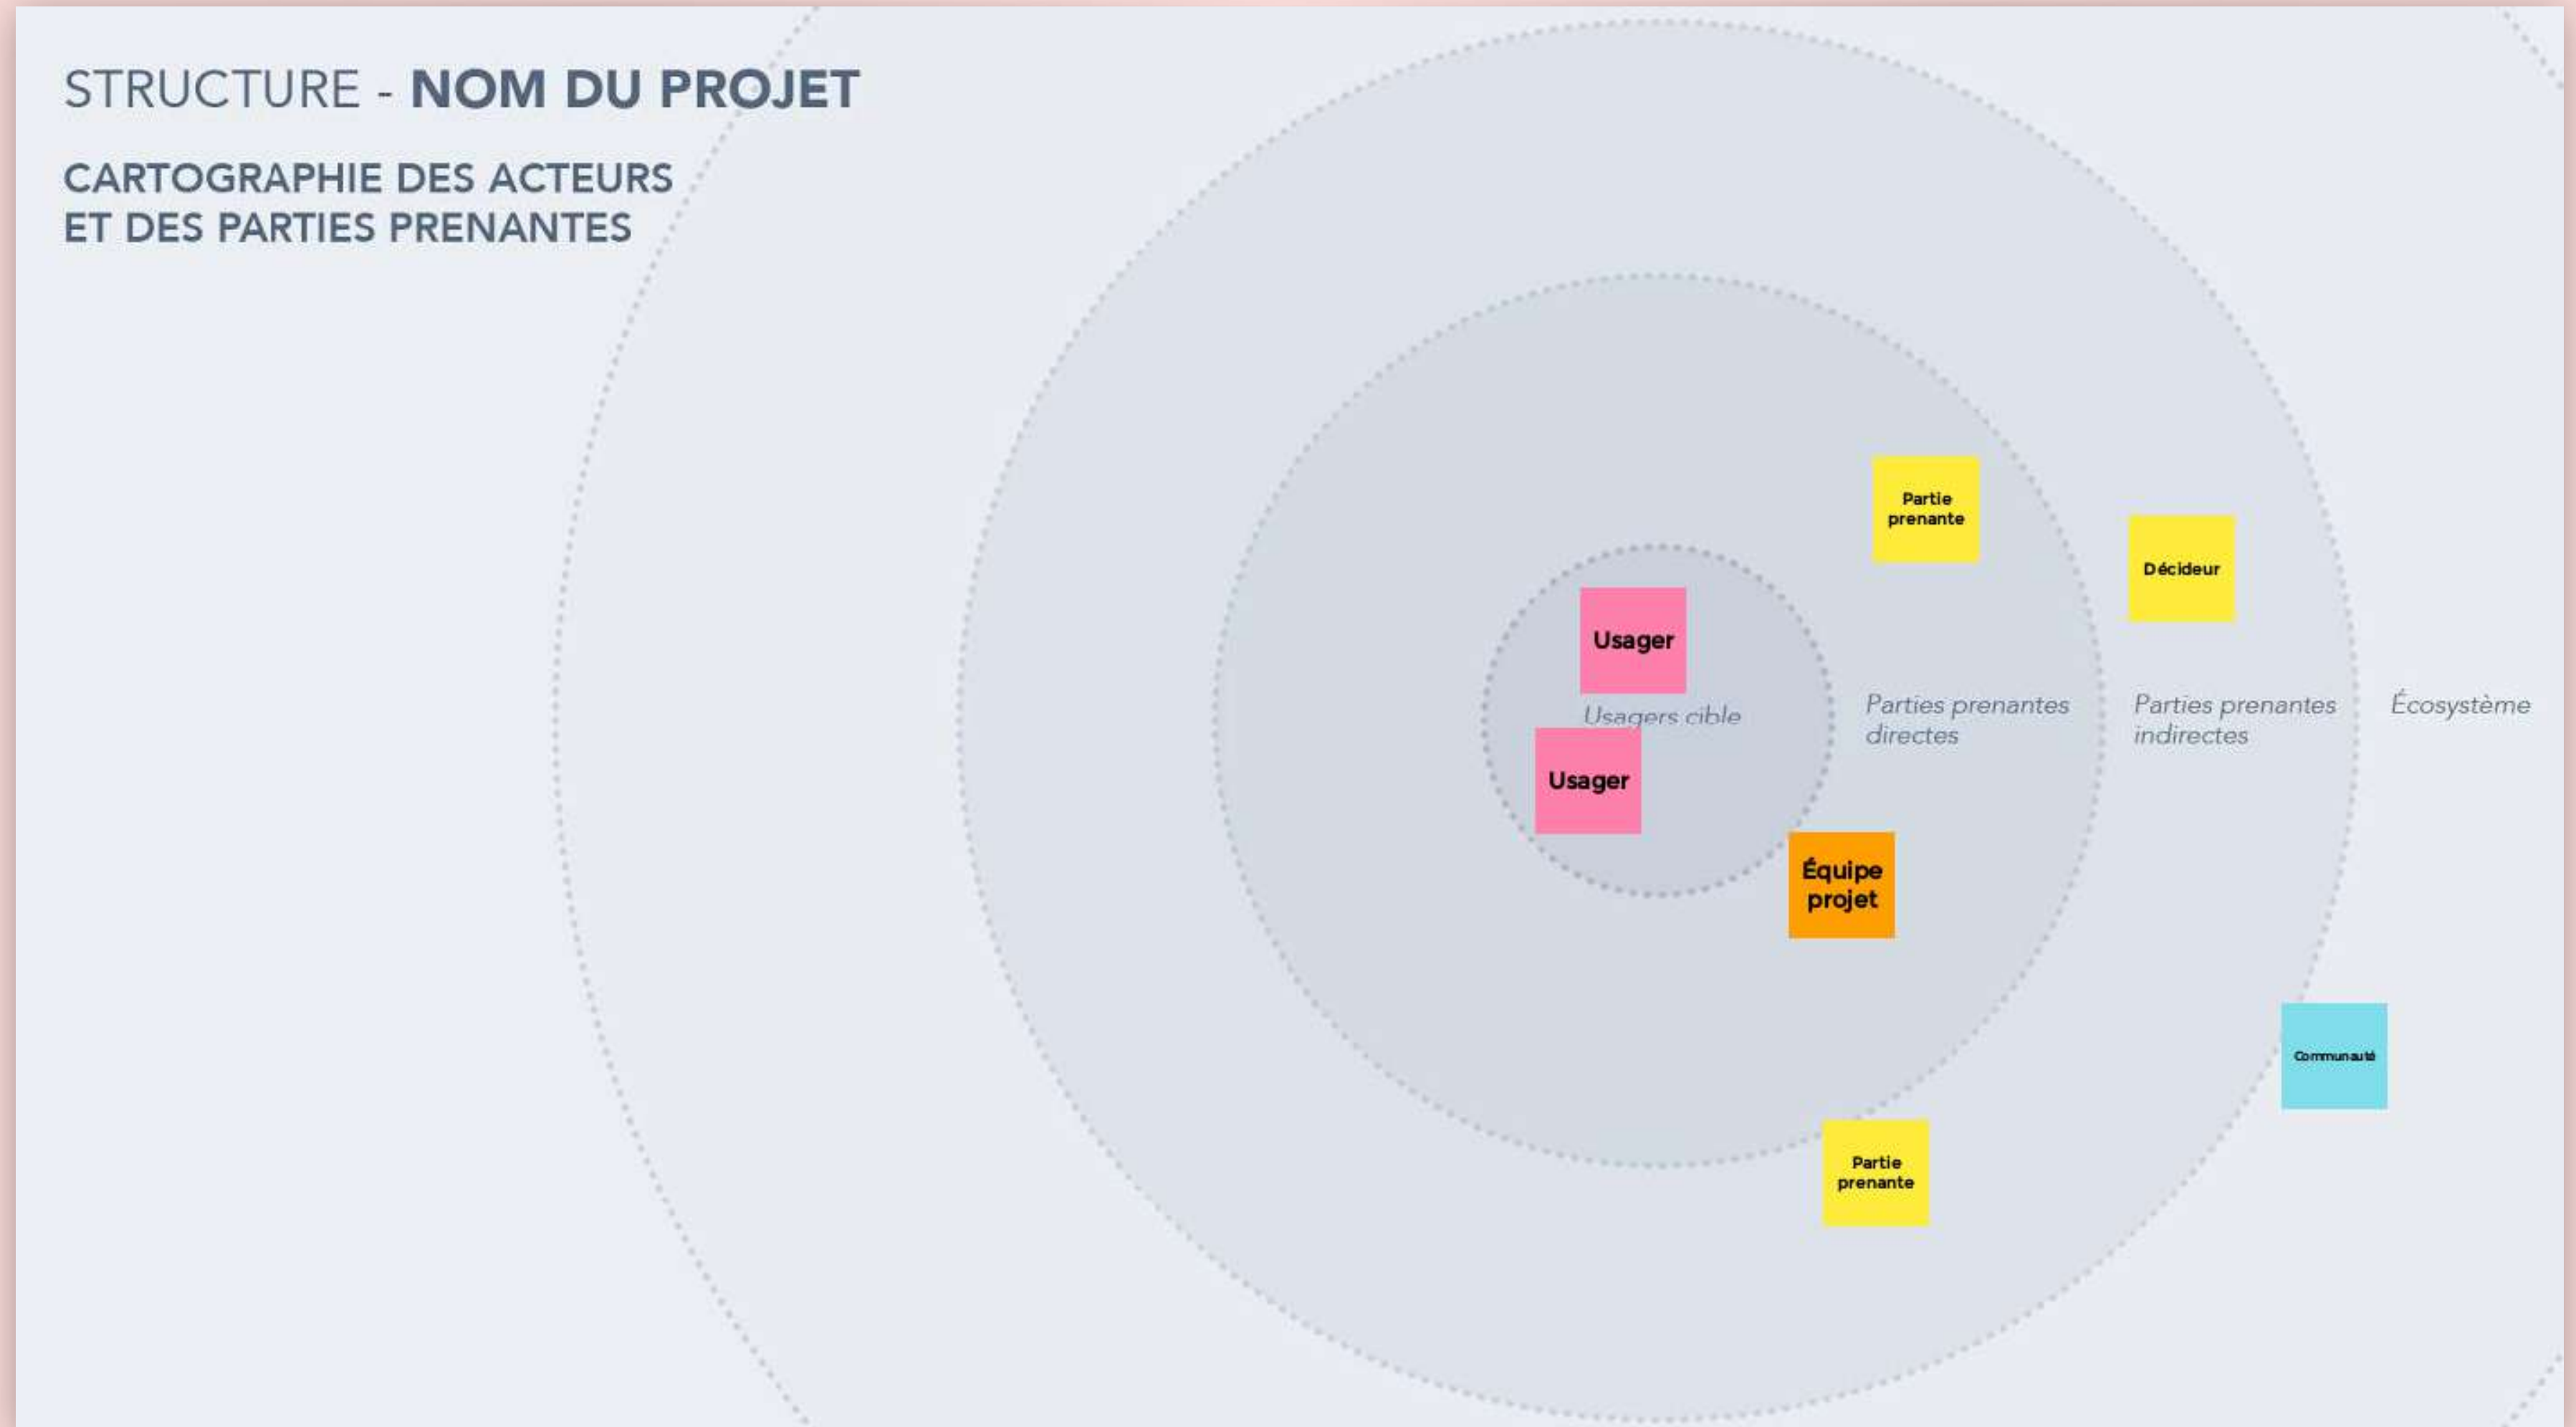 STRUCTURE - NOM DU PROJET
CARTOGRAPHIE DES ACTEURS
ET DES PARTIES PRENANTES
Partie
prenante
Décideur
Usager
Usagers cible
Parties prenantes
directes
Parties prenantes
indirectes
Écosystème
Usager
Équipe
projet
Communauté
Partie
prenante